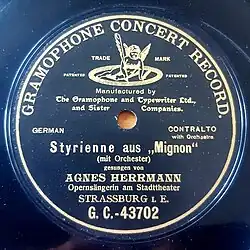 GRAMOPHONE CONCERT RECORD.
TRADE MARK
PATENTED PATENTED
Manufactured by
The Gramophone and Typewriter Ltd.,
and Sister Companies.
GERMAN CONTRALTO
with Orchestra
Styrienne aus „Mignon“
(mit Orchester)
gesungen von
AGNES HERRMANN
Opernsängerin am Stadttheater
STRASSBURG i. E.
G. C.-43702